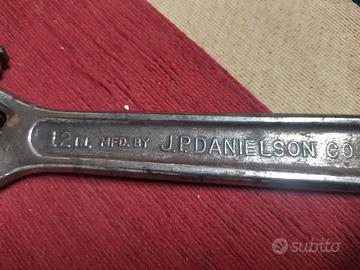 12 IN. MFD. BY J.P. DANIELSON CO.
subito